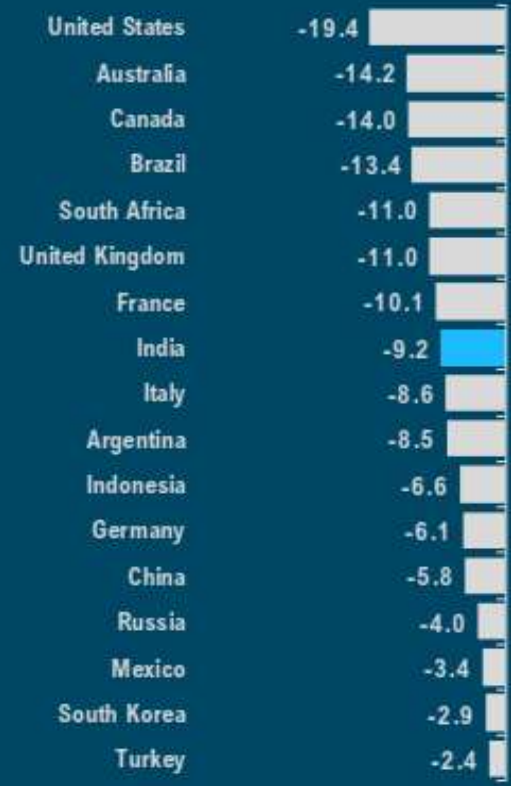 United States -19.4
Australia -14.2
Canada -14.0
Brazil -13.4
South Africa -11.0
United Kingdom -11.0
France -10.1
India -9.2
Italy -8.6
Argentina -8.5
Indonesia -6.6
Germany -6.1
China -5.8
Russia -4.0
Mexico -3.4
South Korea -2.9
Turkey -2.4